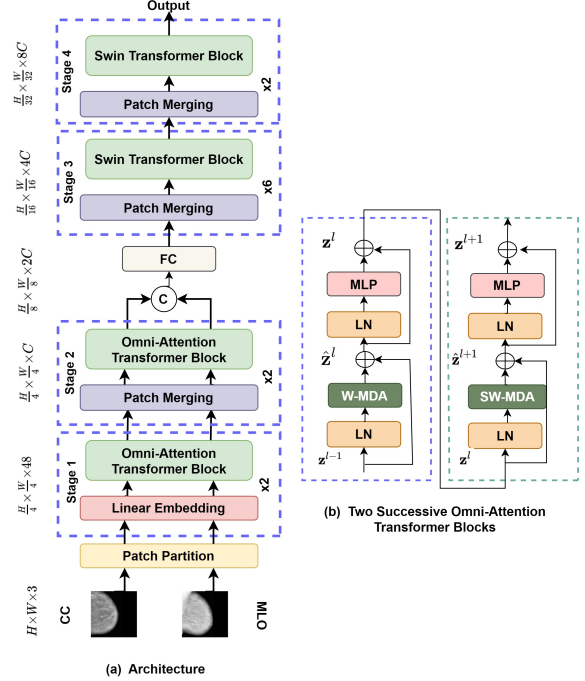 Output
Stage 4
Swin Transformer Block
Patch Merging
x2
H/32 × W/32 × 8C
Stage 3
Swin Transformer Block
Patch Merging
x6
H/16 × W/16 × 4C
FC
C
H/8 × W/8 × 2C
Stage 2
Omni-Attention
Transformer Block
Patch Merging
x2
H/4 × W/4 × C
Stage 1
Omni-Attention
Transformer Block
Linear Embedding
x2
H/4 × W/4 × 48
Patch Partition
H×W×3
CC
MLO
(a) Architecture
z^l
MLP
LN
ẑ^l
W-MDA
LN
z^{l−1}
z^{l+1}
MLP
LN
ẑ^{l+1}
SW-MDA
LN
z^l
(b) Two Successive Omni-Attention
Transformer Blocks